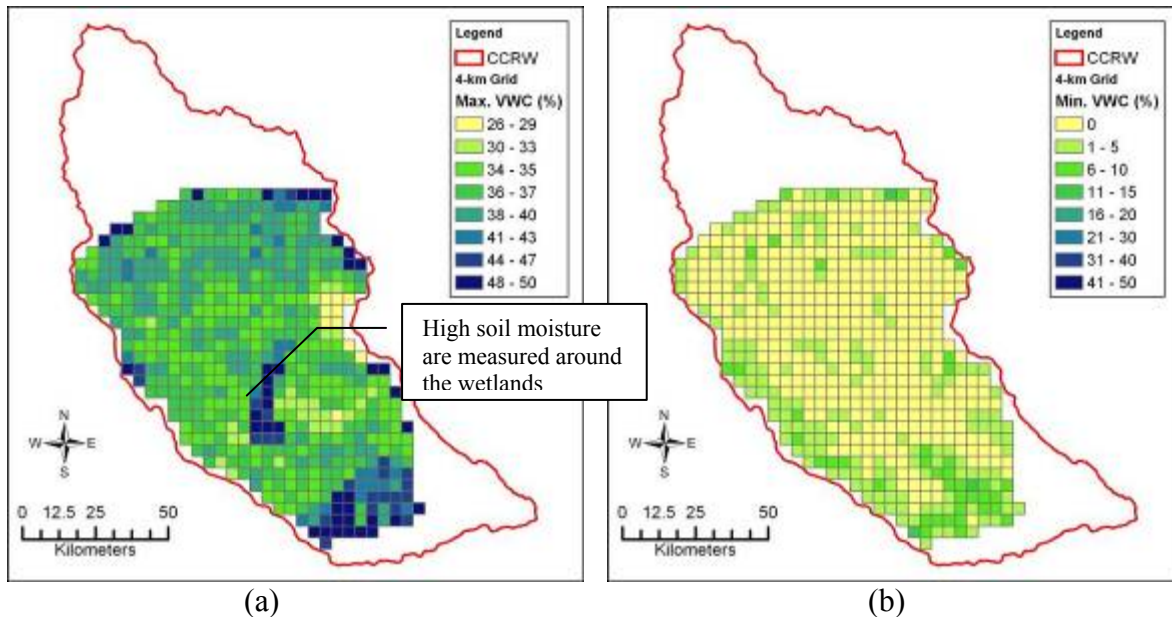 Legend
CCRW
4-km Grid
Max. VWC (%)
26 - 29
30 - 33
34 - 35
36 - 37
38 - 40
41 - 43
44 - 47
48 - 50
N
W E
S
0 12.5 25 50
Kilometers
High soil moisture
are measured around
the wetlands
(a)
Legend
CCRW
4-km Grid
Min. VWC (%)
0
1 - 5
6 - 10
11 - 15
16 - 20
21 - 30
31 - 40
41 - 50
N
W E
S
0 12.5 25 50
Kilometers
(b)